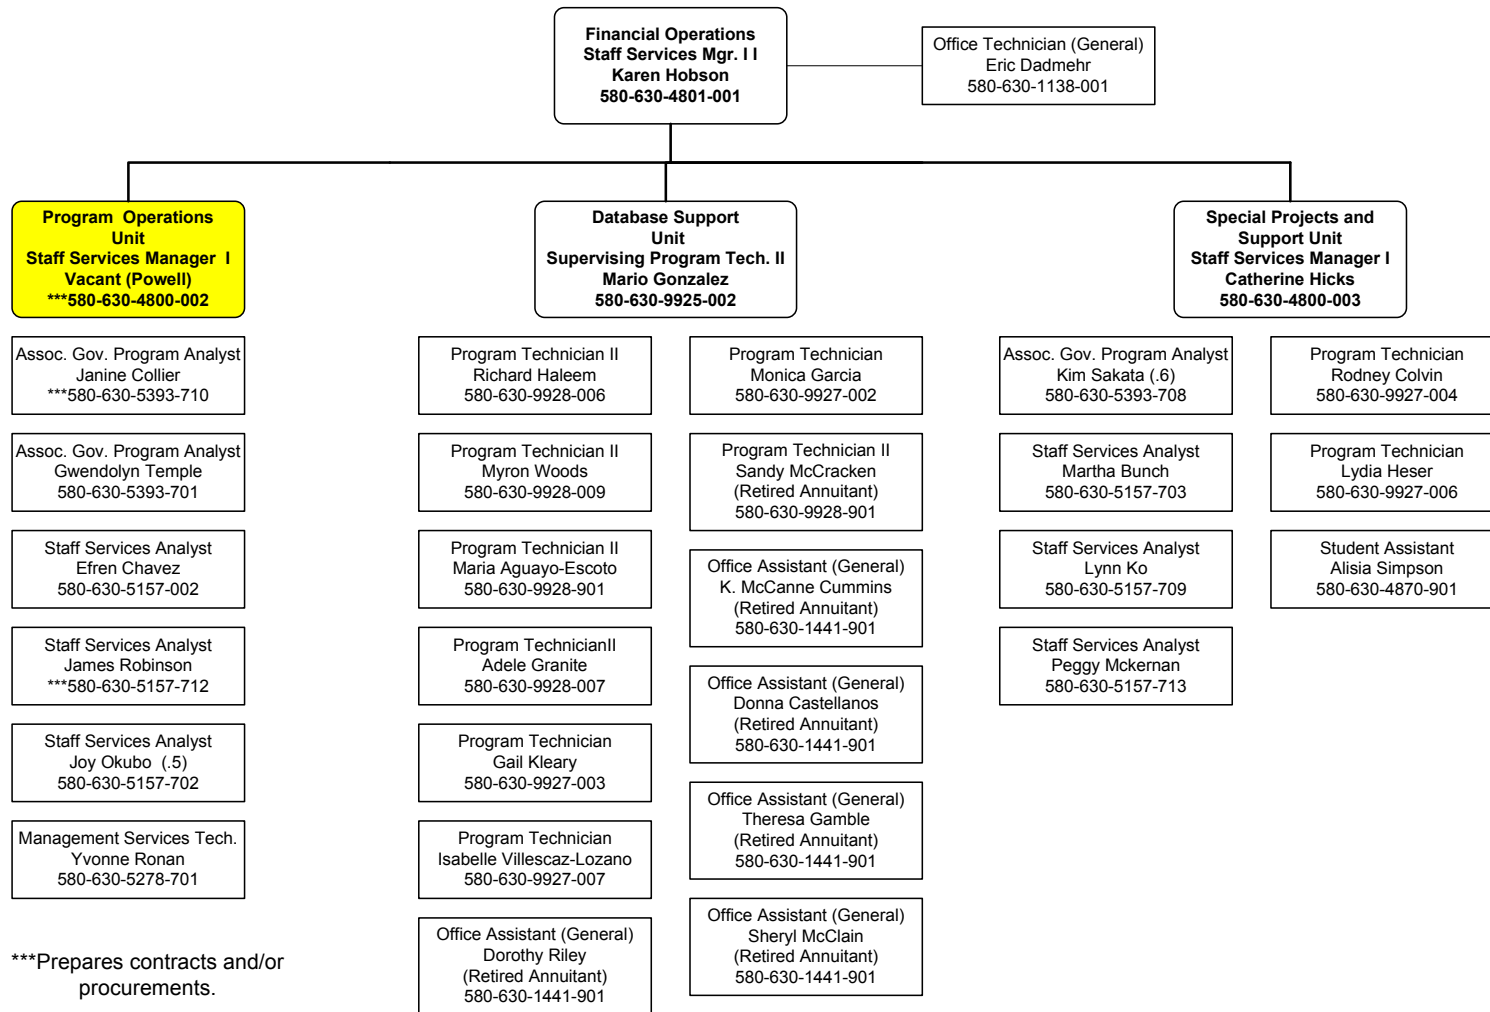 Financial Operations
Staff Services Mgr. I I
Karen Hobson
580-630-4801-001
Office Technician (General)
Eric Dadmehr
580-630-1138-001
Program  Operations
Unit
Staff Services Manager  I
Vacant (Powell)
***580-630-4800-002
Database Support
Unit
Supervising Program Tech. II
Mario Gonzalez
580-630-9925-002
Special Projects and
Support Unit
Staff Services Manager I
Catherine Hicks
580-630-4800-003
Assoc. Gov. Program Analyst
Janine Collier
***580-630-5393-710
Assoc. Gov. Program Analyst
Gwendolyn Temple
580-630-5393-701
Staff Services Analyst
Efren Chavez
580-630-5157-002
Staff Services Analyst
James Robinson
***580-630-5157-712
Staff Services Analyst
Joy Okubo  (.5)
580-630-5157-702
Management Services Tech.
Yvonne Ronan
580-630-5278-701
***Prepares contracts and/or
procurements.
Program Technician II
Richard Haleem
580-630-9928-006
Program Technician II
Myron Woods
580-630-9928-009
Program Technician II
Maria Aguayo-Escoto
580-630-9928-901
Program TechnicianII
Adele Granite
580-630-9928-007
Program Technician
Gail Kleary
580-630-9927-003
Program Technician
Isabelle Villescaz-Lozano
580-630-9927-007
Office Assistant (General)
Dorothy Riley
(Retired Annuitant)
580-630-1441-901
Program Technician
Monica Garcia
580-630-9927-002
Program Technician II
Sandy McCracken
(Retired Annuitant)
580-630-9928-901
Office Assistant (General)
K. McCanne Cummins
(Retired Annuitant)
580-630-1441-901
Office Assistant (General)
Donna Castellanos
(Retired Annuitant)
580-630-1441-901
Office Assistant (General)
Theresa Gamble
(Retired Annuitant)
580-630-1441-901
Office Assistant (General)
Sheryl McClain
(Retired Annuitant)
580-630-1441-901
Assoc. Gov. Program Analyst
Kim Sakata (.6)
580-630-5393-708
Staff Services Analyst
Martha Bunch
580-630-5157-703
Staff Services Analyst
Lynn Ko
580-630-5157-709
Staff Services Analyst
Peggy Mckernan
580-630-5157-713
Program Technician
Rodney Colvin
580-630-9927-004
Program Technician
Lydia Heser
580-630-9927-006
Student Assistant
Alisia Simpson
580-630-4870-901